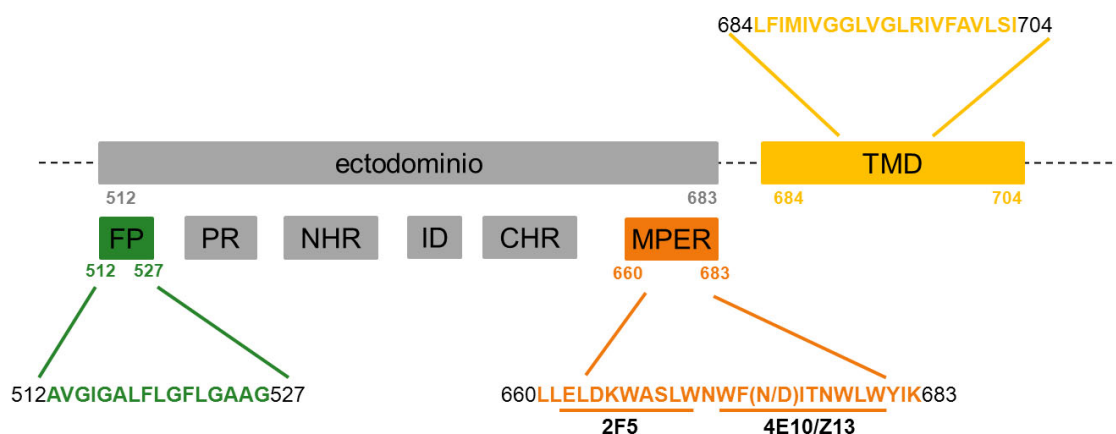 684LFIMIVGGLVGLRIVFAVLSI704
ectodominio TMD
512 683 684 704
FP PR NHR ID CHR MPER
512 527 660 683
512AVGIGALFLGFLGAAG527 660LLELDKWASLWNWF(N/D)ITNWLWYIK683
2F5 4E10/Z13